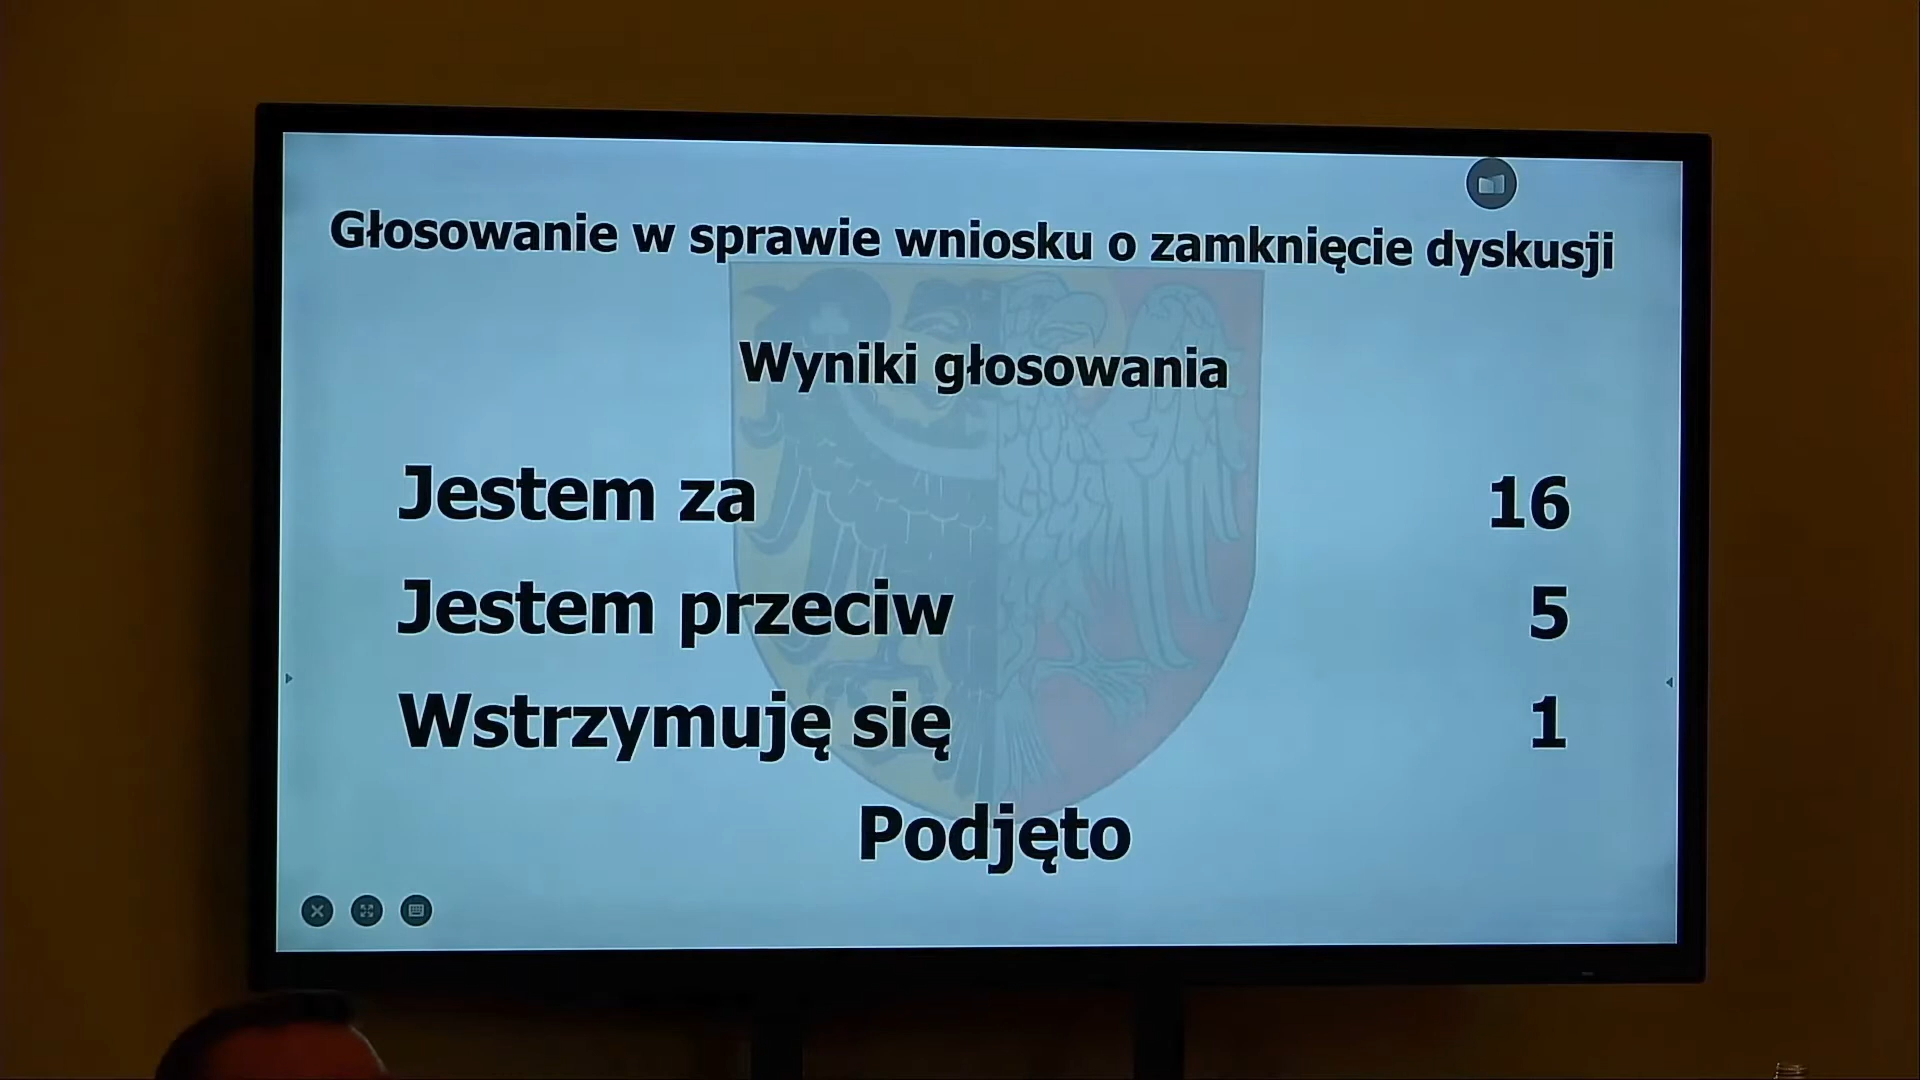 Głosowanie w sprawie wniosku o zamknięcie dyskusji
Wyniki głosowania
Jestem za 16
Jestem przeciw 5
Wstrzymuję się 1
Podjęto